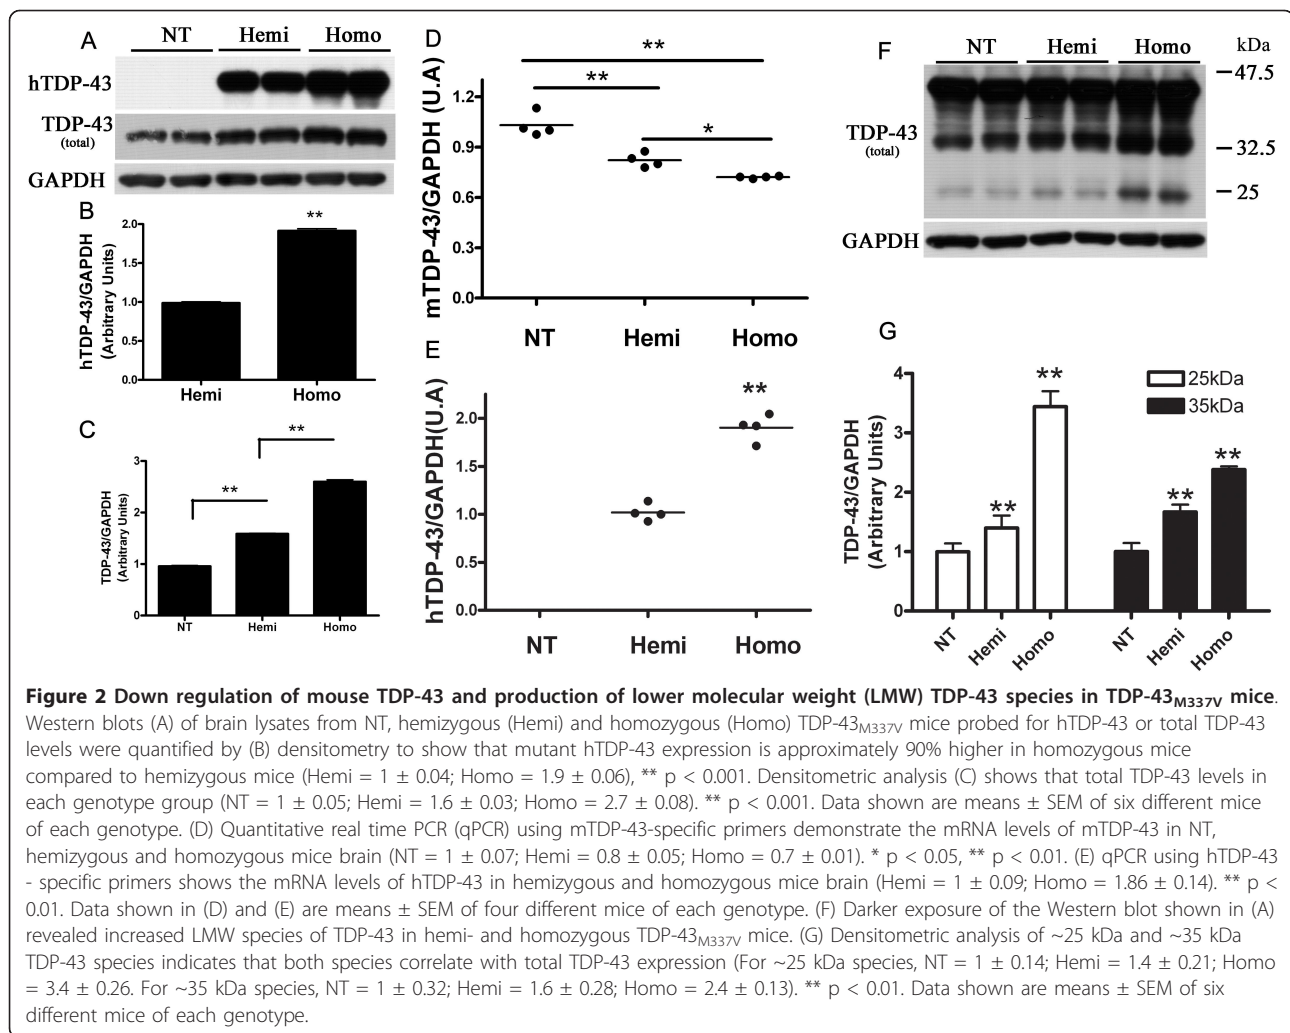 A
NT Hemi Homo
hTDP-43
TDP-43
(total)
GAPDH
B
hTDP-43/GAPDH
(Arbitrary Units)
2.0
1.5
1.0
0.5
0.0
**
Hemi Homo
C
TDP-43/GAPDH
(Arbitrary Units)
3
2
1
0
**
**
NT Hemi Homo
D
mTDP-43/GAPDH (U.A)
1.2
0.9
0.6
0.3
0.0
**
**
*
NT Hemi Homo
E
hTDP-43/GAPDH(U.A)
2.0
1.5
1.0
0.5
0.0
**
NT Hemi Homo
F
NT Hemi Homo kDa
47.5
TDP-43
(total)
32.5
25
GAPDH
G
TDP-43/GAPDH
(Arbitrary Units)
4
3
2
1
0
25kDa
35kDa
**
**
**
**
NT Hemi Homo NT Hemi Homo
Figure 2 Down regulation of mouse TDP-43 and production of lower molecular weight (LMW) TDP-43 species in TDP-43M337V mice.
Western blots (A) of brain lysates from NT, hemizygous (Hemi) and homozygous (Homo) TDP-43M337V mice probed for hTDP-43 or total TDP-43
levels were quantified by (B) densitometry to show that mutant hTDP-43 expression is approximately 90% higher in homozygous mice
compared to hemizygous mice (Hemi = 1 ± 0.04; Homo = 1.9 ± 0.06), ** p < 0.001. Densitometric analysis (C) shows that total TDP-43 levels in
each genotype group (NT = 1 ± 0.05; Hemi = 1.6 ± 0.03; Homo = 2.7 ± 0.08). ** p < 0.001. Data shown are means ± SEM of six different mice
of each genotype. (D) Quantitative real time PCR (qPCR) using mTDP-43-specific primers demonstrate the mRNA levels of mTDP-43 in NT,
hemizygous and homozygous mice brain (NT = 1 ± 0.07; Hemi = 0.8 ± 0.05; Homo = 0.7 ± 0.01). * p < 0.05, ** p < 0.01. (E) qPCR using hTDP-43
- specific primers shows the mRNA levels of hTDP-43 in hemizygous and homozygous mice brain (Hemi = 1 ± 0.09; Homo = 1.86 ± 0.14). ** p <
0.01. Data shown in (D) and (E) are means ± SEM of four different mice of each genotype. (F) Darker exposure of the Western blot shown in (A)
revealed increased LMW species of TDP-43 in hemi- and homozygous TDP-43M337V mice. (G) Densitometric analysis of ~25 kDa and ~35 kDa
TDP-43 species indicates that both species correlate with total TDP-43 expression (For ~25 kDa species, NT = 1 ± 0.14; Hemi = 1.4 ± 0.21; Homo
= 3.4 ± 0.26. For ~35 kDa species, NT = 1 ± 0.32; Hemi = 1.6 ± 0.28; Homo = 2.4 ± 0.13). ** p < 0.01. Data shown are means ± SEM of six
different mice of each genotype.